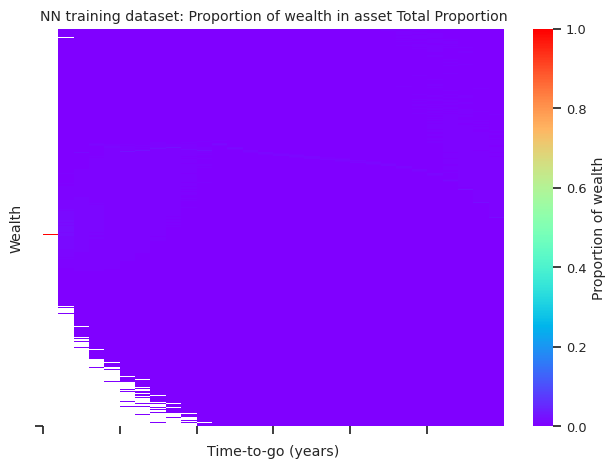 NN training dataset: Proportion of wealth in asset Total Proportion
Wealth
Time-to-go (years)
1.0
0.8
0.6
0.4
0.2
0.0
Proportion of wealth